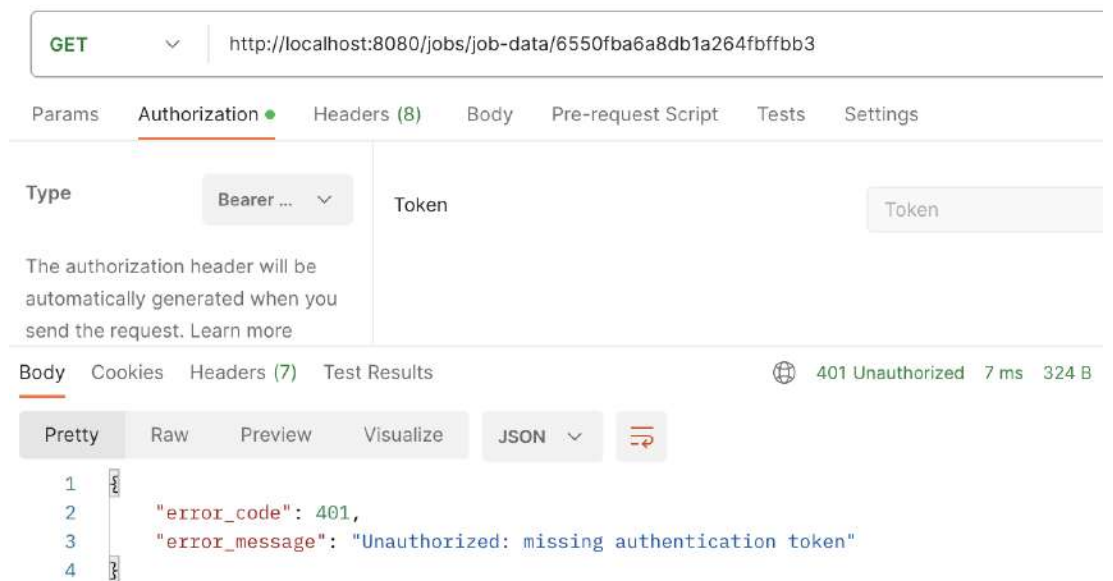 GET http://localhost:8080/jobs/job-data/6550fba6a8db1a264fbffbb3
Params Authorization Headers (8) Body Pre-request Script Tests Settings
Type Bearer ... Token Token
The authorization header will be
automatically generated when you
send the request. Learn more
Body Cookies Headers (7) Test Results 401 Unauthorized 7 ms 324 B
Pretty Raw Preview Visualize JSON
1 {
2 "error_code": 401,
3 "error_message": "Unauthorized: missing authentication token"
4 }